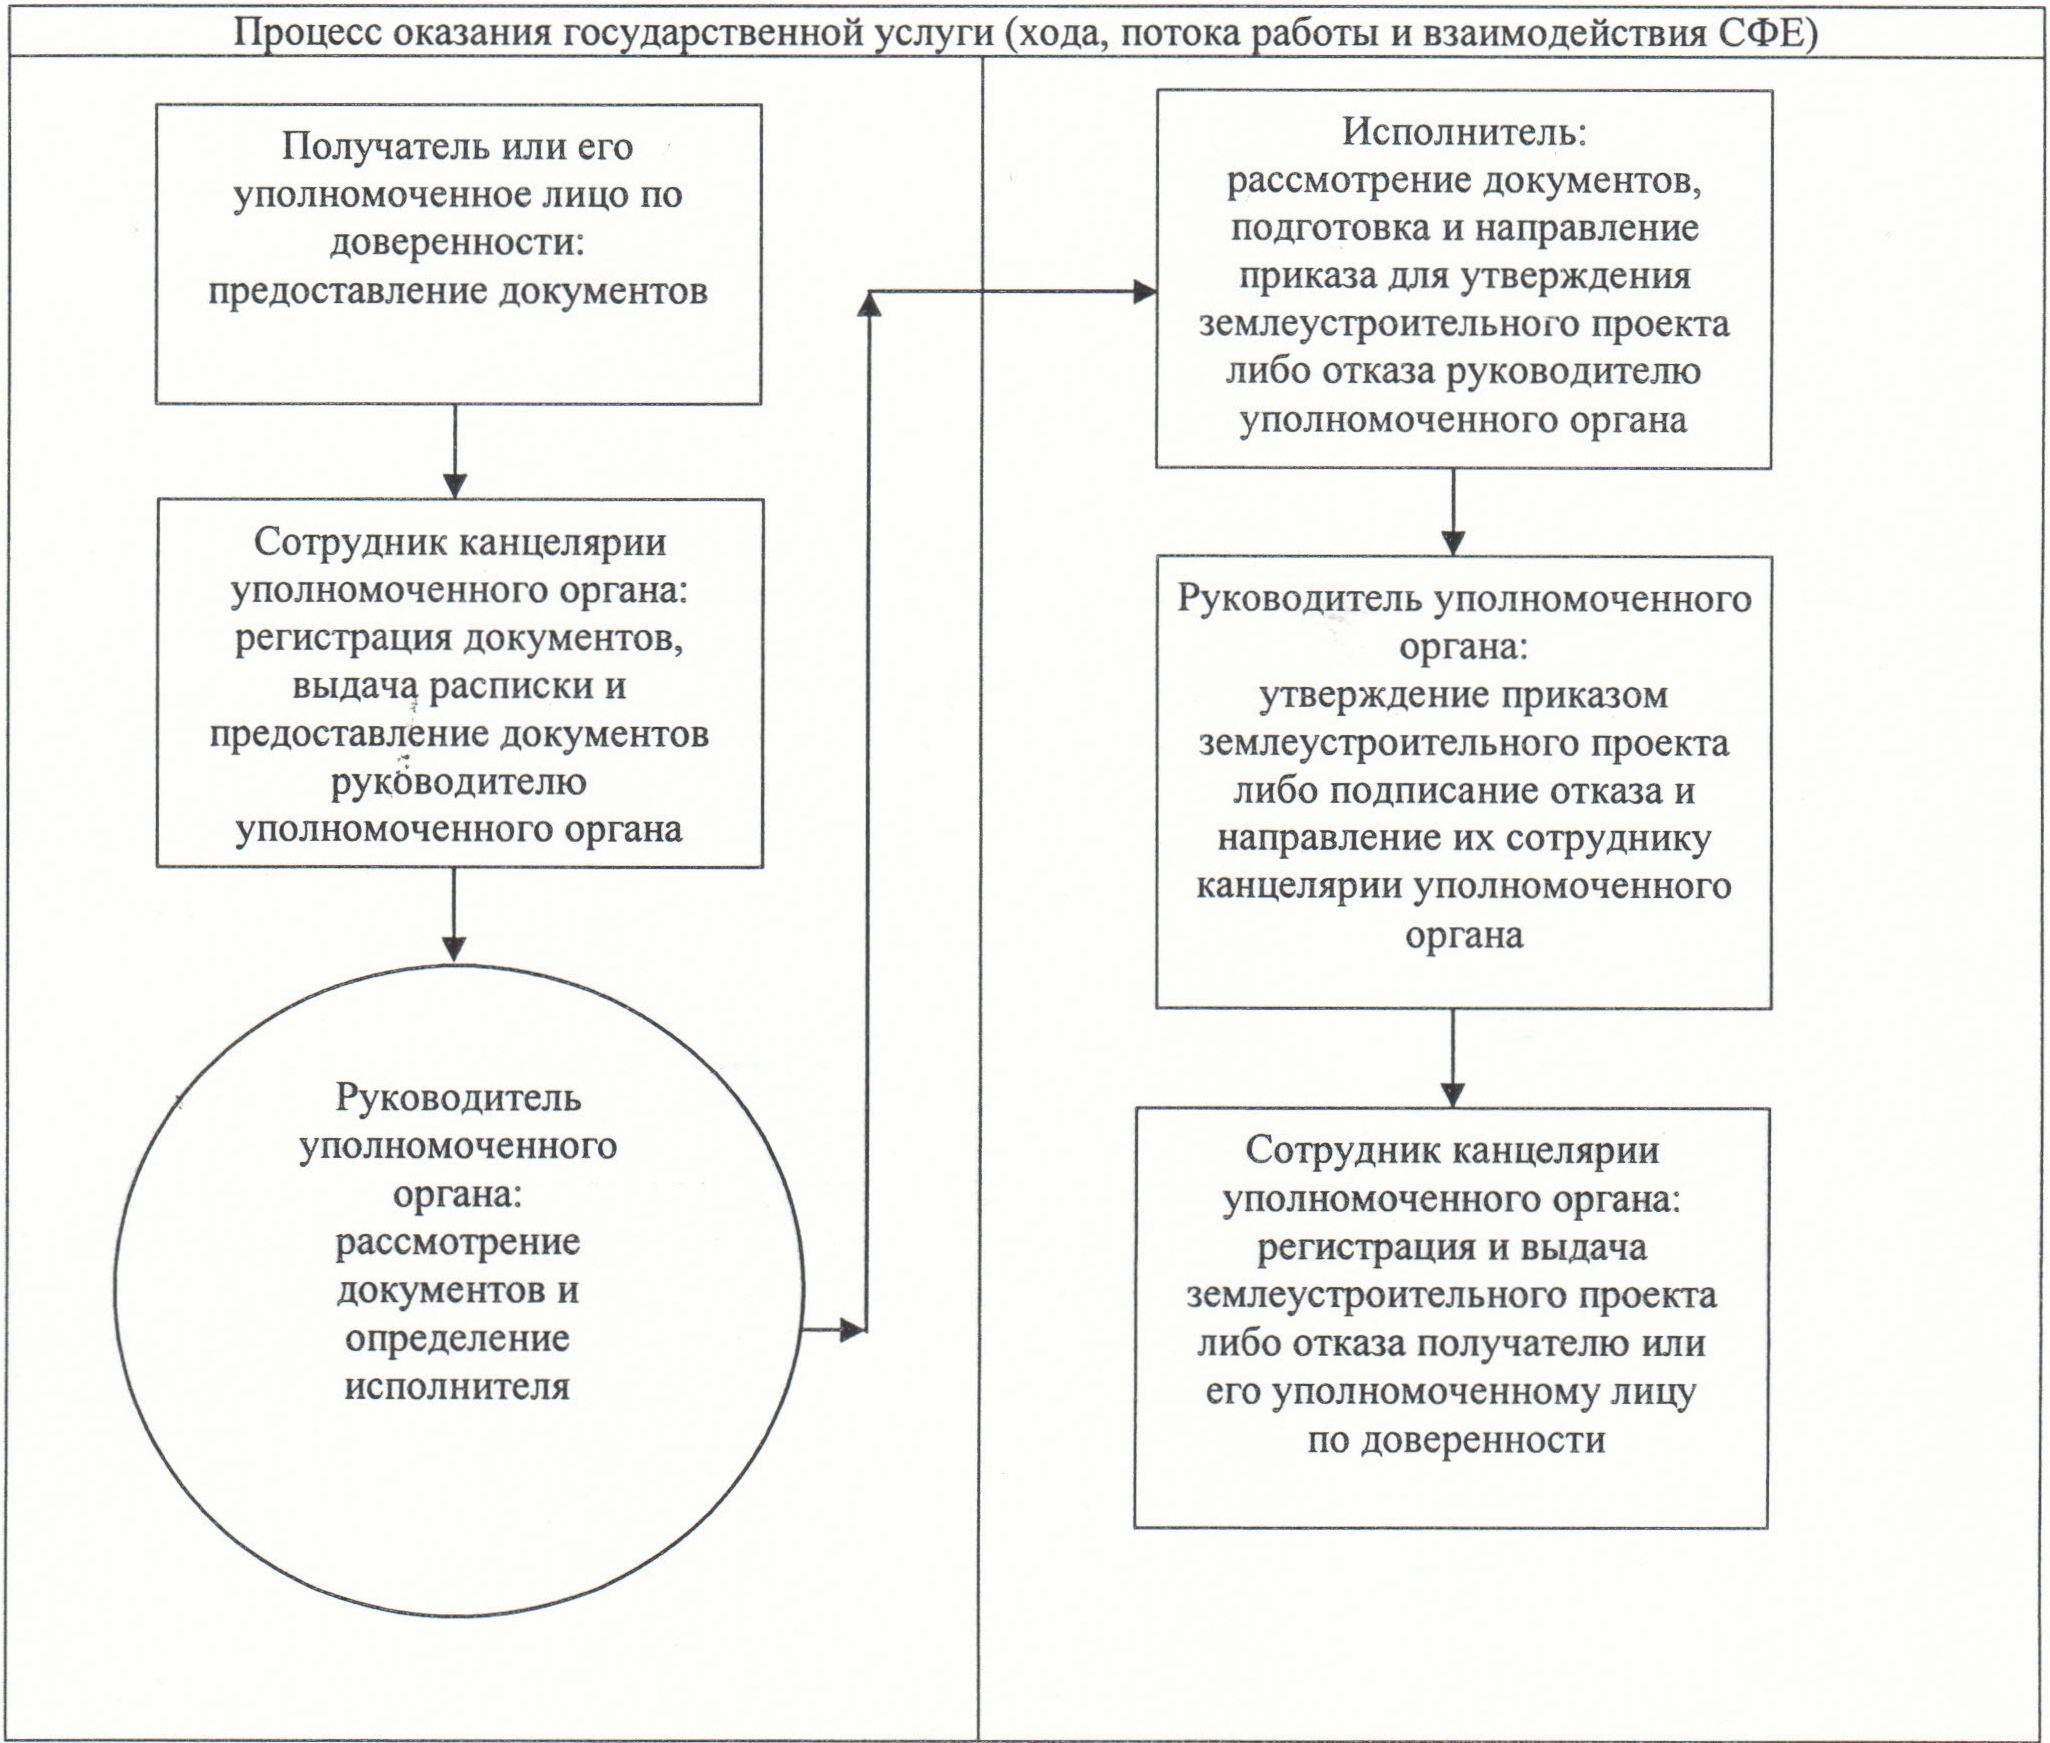 Процесс оказания государственной услуги (хода, потока работы и взаимодействия СФЕ)
Получатель или его
уполномоченное лицо по
доверенности:
предоставление документов
Сотрудник канцелярии
уполномоченного органа:
регистрация документов,
выдача расписки и
предоставление документов
руководителю
уполномоченного органа
Руководитель
уполномоченного
органа:
рассмотрение
документов и
определение
исполнителя
Исполнитель:
рассмотрение документов,
подготовка и направление
приказа для утверждения
землеустроительного проекта
либо отказа руководителю
уполномоченного органа
Руководитель уполномоченного
органа:
утверждение приказом
землеустроительного проекта
либо подписание отказа и
направление их сотруднику
канцелярии уполномоченного
органа
Сотрудник канцелярии
уполномоченного органа:
регистрация и выдача
землеустроительного проекта
либо отказа получателю или
его уполномоченному лицу
по доверенности